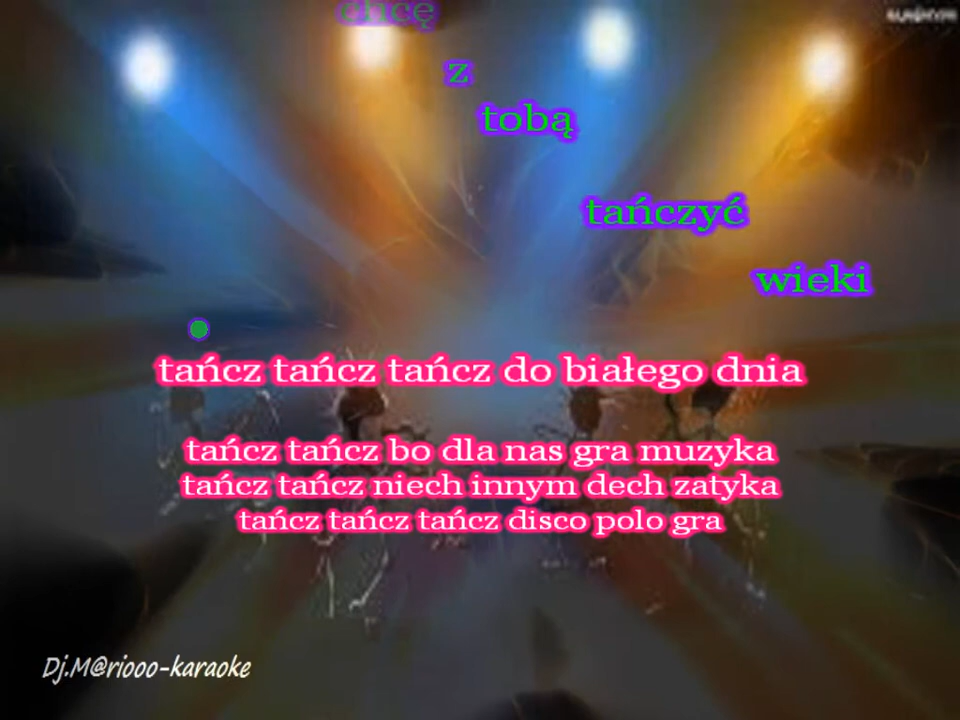 chcę
z
tobą
tańczyć
wieki
tańcz tańcz tańcz do białego dnia
tańcz tańcz bo dla nas gra muzyka
tańcz tańcz niech innym dech zatyka
tańcz tańcz tańcz disco polo gra
Dj.M@riooo-karaoke